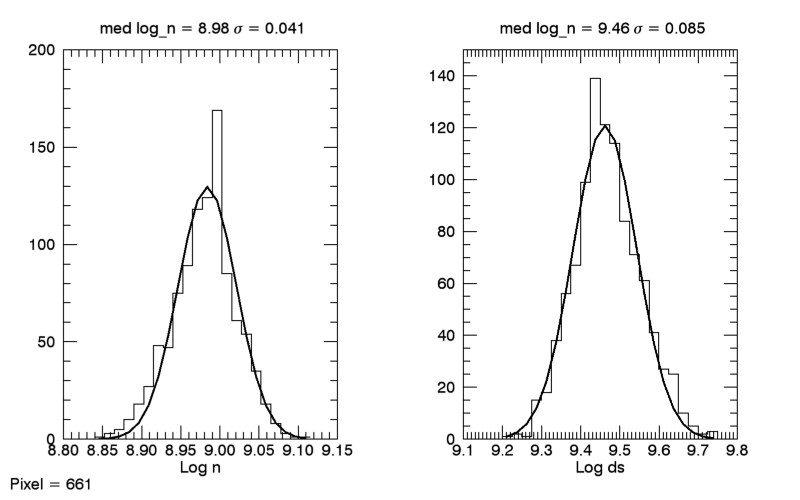 med log_n = 8.98 σ = 0.041
med log_n = 9.46 σ = 0.085
200
150
100
50
0
8.80 8.85 8.90 8.95 9.00 9.05 9.10 9.15
Log n
140
120
100
80
60
40
20
0
9.1 9.2 9.3 9.4 9.5 9.6 9.7 9.8
Log ds
Pixel = 661